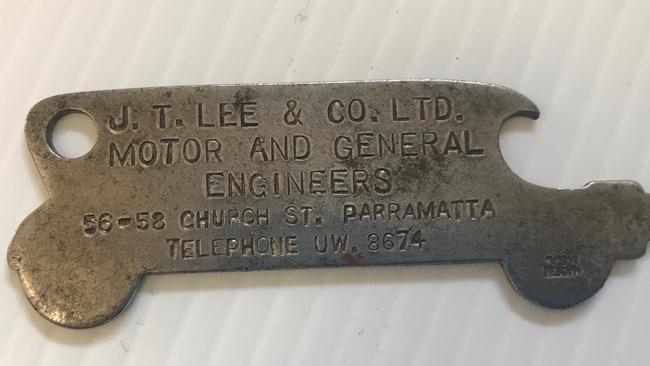 J. T. LEE & CO. LTD.
MOTOR AND GENERAL
ENGINEERS
56-58 CHURCH ST. PARRAMATTA
TELEPHONE UW. 8674